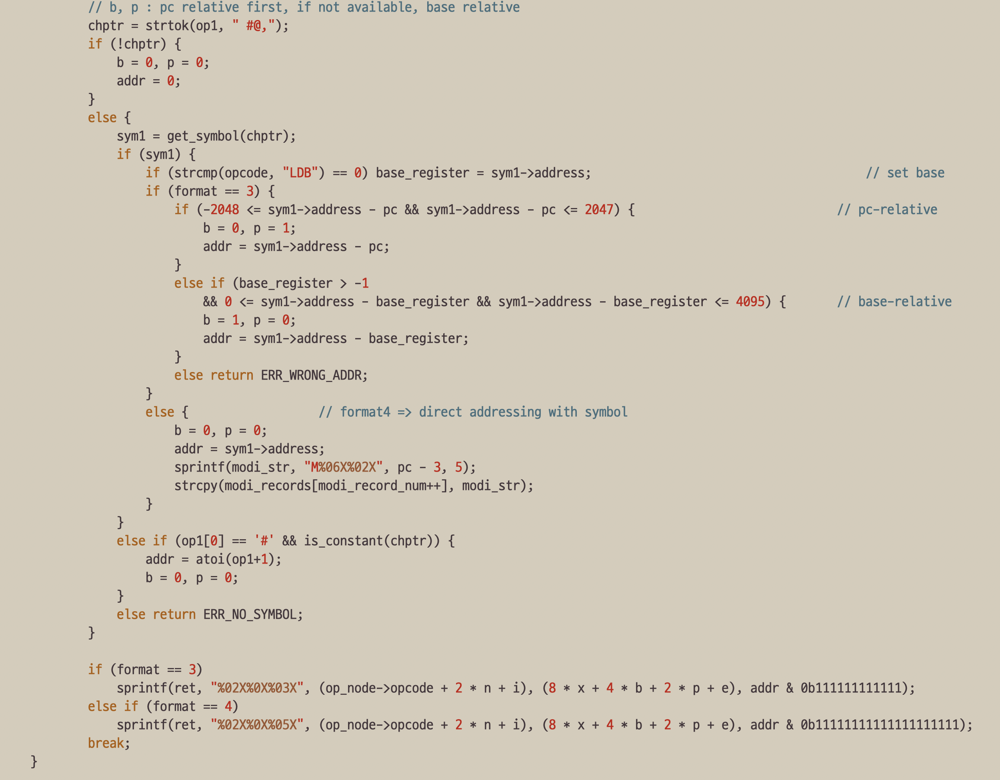 // b, p : pc relative first, if not available, base relative
chptr = strtok(op1, " #@,");
if (!chptr) {
b = 0, p = 0;
addr = 0;
}
else {
sym1 = get_symbol(chptr);
if (sym1) {
if (strcmp(opcode, "LDB") == 0) base_register = sym1->address; // set base
if (format == 3) {
if (-2048 <= sym1->address - pc && sym1->address - pc <= 2047) { // pc-relative
b = 0, p = 1;
addr = sym1->address - pc;
}
else if (base_register > -1
&& 0 <= sym1->address - base_register && sym1->address - base_register <= 4095) { // base-relative
b = 1, p = 0;
addr = sym1->address - base_register;
}
else return ERR_WRONG_ADDR;
}
else { // format4 => direct addressing with symbol
b = 0, p = 0;
addr = sym1->address;
sprintf(modi_str, "M%06X%02X", pc - 3, 5);
strcpy(modi_records[modi_record_num++], modi_str);
}
}
else if (op1[0] == '#' && is_constant(chptr)) {
addr = atoi(op1+1);
b = 0, p = 0;
}
else return ERR_NO_SYMBOL;
}
if (format == 3)
sprintf(ret, "%02X%0X%03X", (op_node->opcode + 2 * n + i), (8 * x + 4 * b + 2 * p + e), addr & 0b111111111111);
else if (format == 4)
sprintf(ret, "%02X%0X%05X", (op_node->opcode + 2 * n + i), (8 * x + 4 * b + 2 * p + e), addr & 0b11111111111111111111);
break;
}